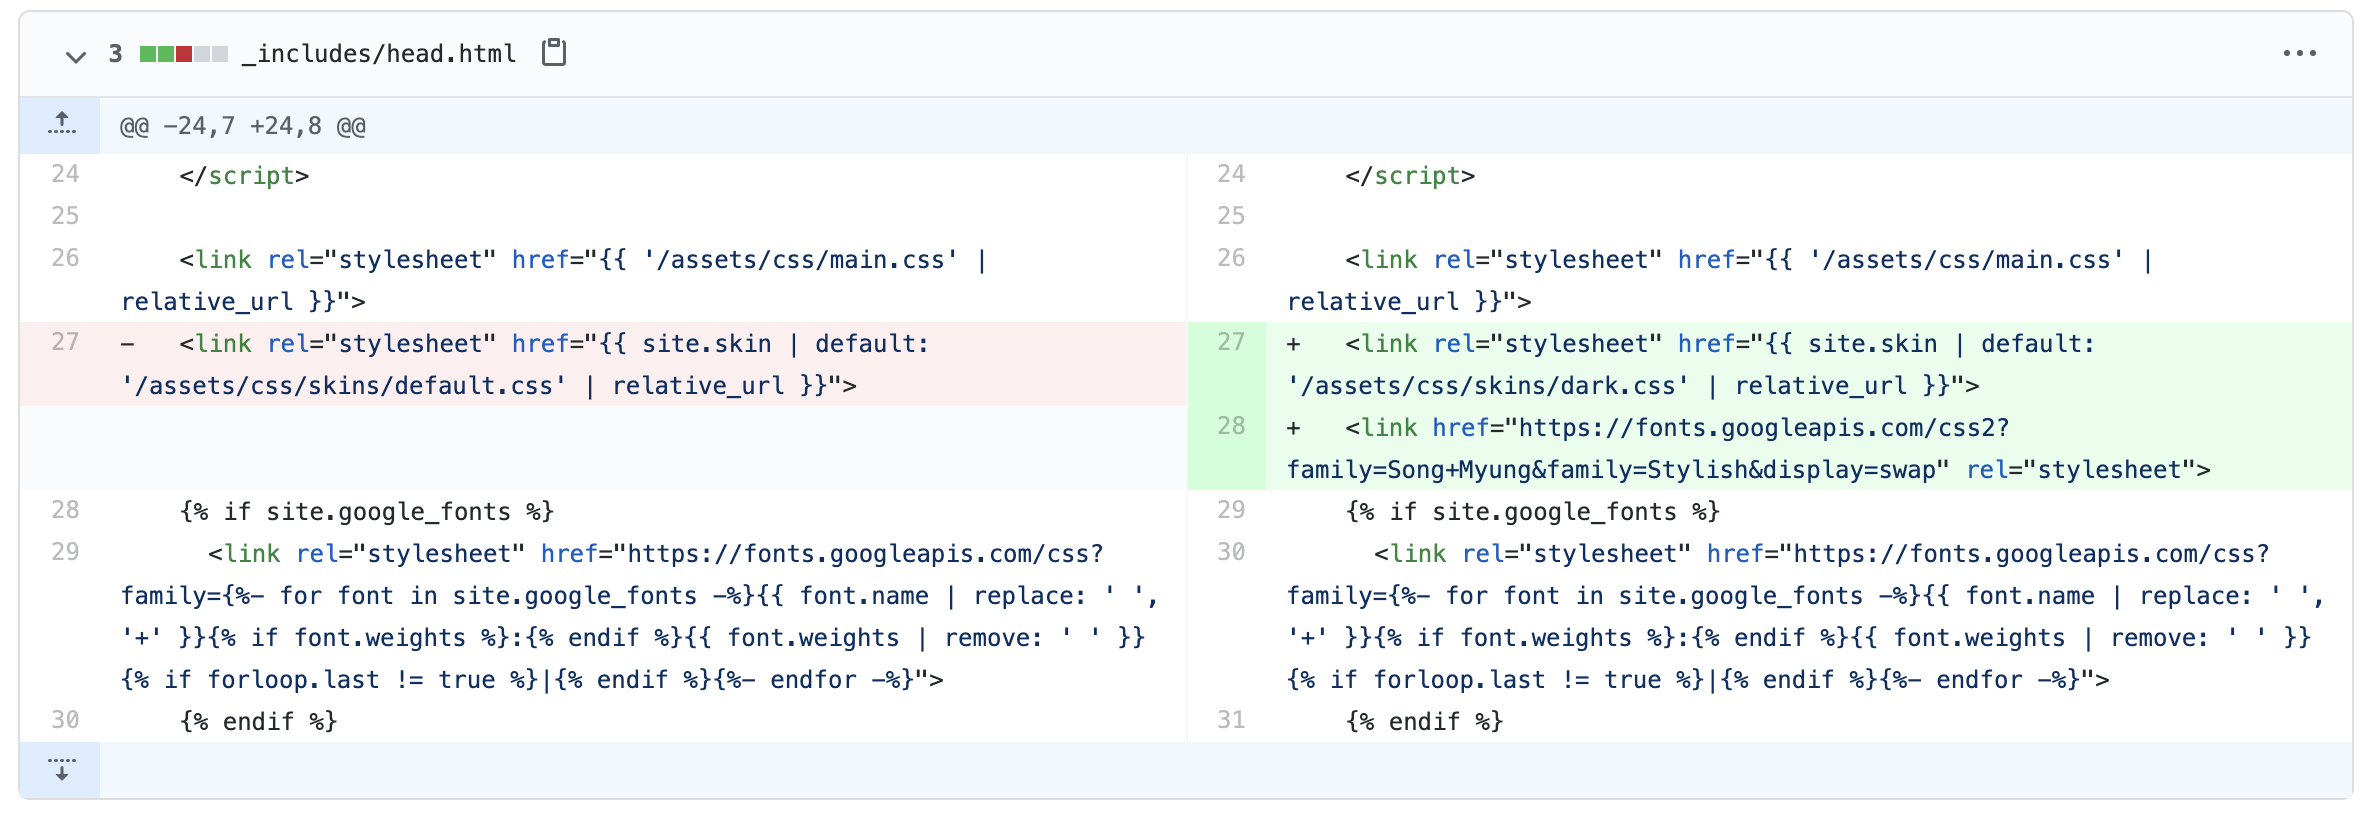 3 _includes/head.html
@@ -24,7 +24,8 @@
24 </script>
25
26 <link rel="stylesheet" href="{{ '/assets/css/main.css' |
relative_url }}">
27 - <link rel="stylesheet" href="{{ site.skin | default:
'/assets/css/skins/default.css' | relative_url }}">
28 {% if site.google_fonts %}
29 <link rel="stylesheet" href="https://fonts.googleapis.com/css?
family={%- for font in site.google_fonts -%}{{ font.name | replace: ' ',
'+' }}{% if font.weights %}:{% endif %}{{ font.weights | remove: ' ' }}
{% if forloop.last != true %}|{% endif %}{%- endfor -%}">
30 {% endif %}
24 </script>
25
26 <link rel="stylesheet" href="{{ '/assets/css/main.css' |
relative_url }}">
27 + <link rel="stylesheet" href="{{ site.skin | default:
'/assets/css/skins/dark.css' | relative_url }}">
28 + <link href="https://fonts.googleapis.com/css2?
family=Song+Myung&family=Stylish&display=swap" rel="stylesheet">
29 {% if site.google_fonts %}
30 <link rel="stylesheet" href="https://fonts.googleapis.com/css?
family={%- for font in site.google_fonts -%}{{ font.name | replace: ' ',
'+' }}{% if font.weights %}:{% endif %}{{ font.weights | remove: ' ' }}
{% if forloop.last != true %}|{% endif %}{%- endfor -%}">
31 {% endif %}